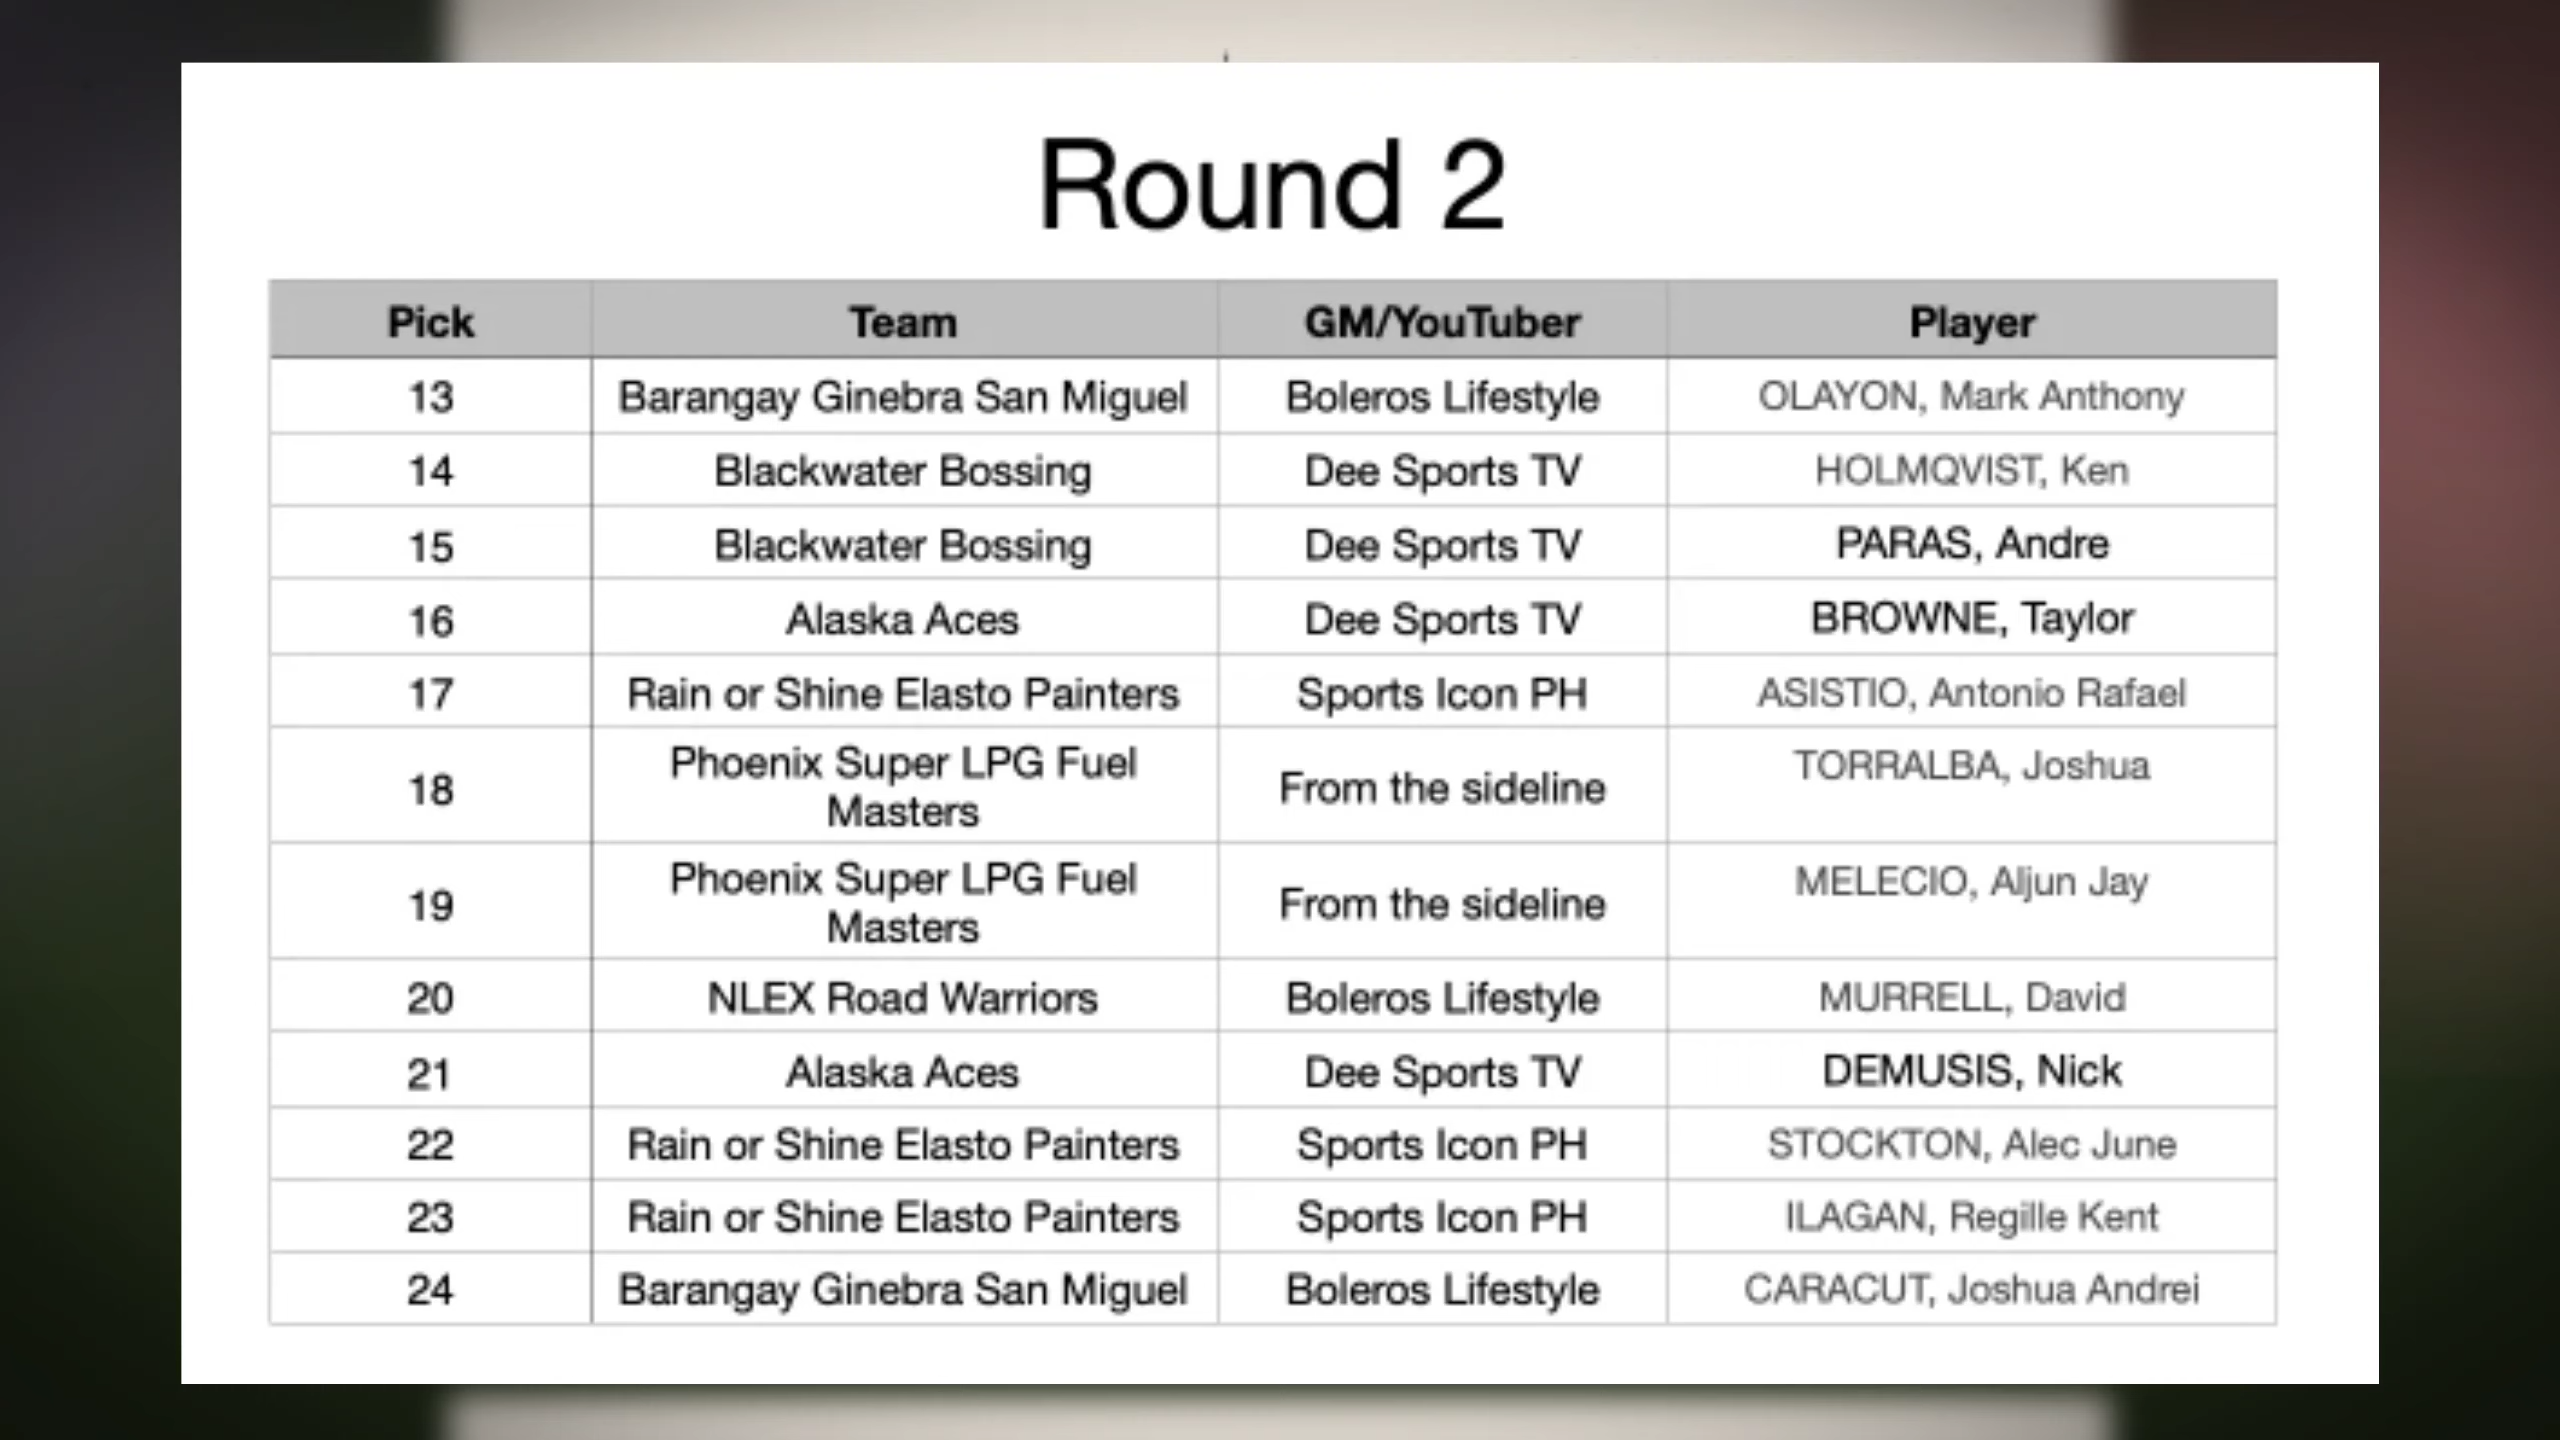 Round 2
Pick Team GM/YouTuber Player
13 Barangay Ginebra San Miguel Boleros Lifestyle OLAYON, Mark Anthony
14 Blackwater Bossing Dee Sports TV HOLMQVIST, Ken
15 Blackwater Bossing Dee Sports TV PARAS, Andre
16 Alaska Aces Dee Sports TV BROWNE, Taylor
17 Rain or Shine Elasto Painters Sports Icon PH ASISTIO, Antonio Rafael
18 Phoenix Super LPG Fuel
Masters From the sideline TORRALBA, Joshua
19 Phoenix Super LPG Fuel
Masters From the sideline MELECIO, Aljun Jay
20 NLEX Road Warriors Boleros Lifestyle MURRELL, David
21 Alaska Aces Dee Sports TV DEMUSIS, Nick
22 Rain or Shine Elasto Painters Sports Icon PH STOCKTON, Alec June
23 Rain or Shine Elasto Painters Sports Icon PH ILAGAN, Regille Kent
24 Barangay Ginebra San Miguel Boleros Lifestyle CARACUT, Joshua Andrei